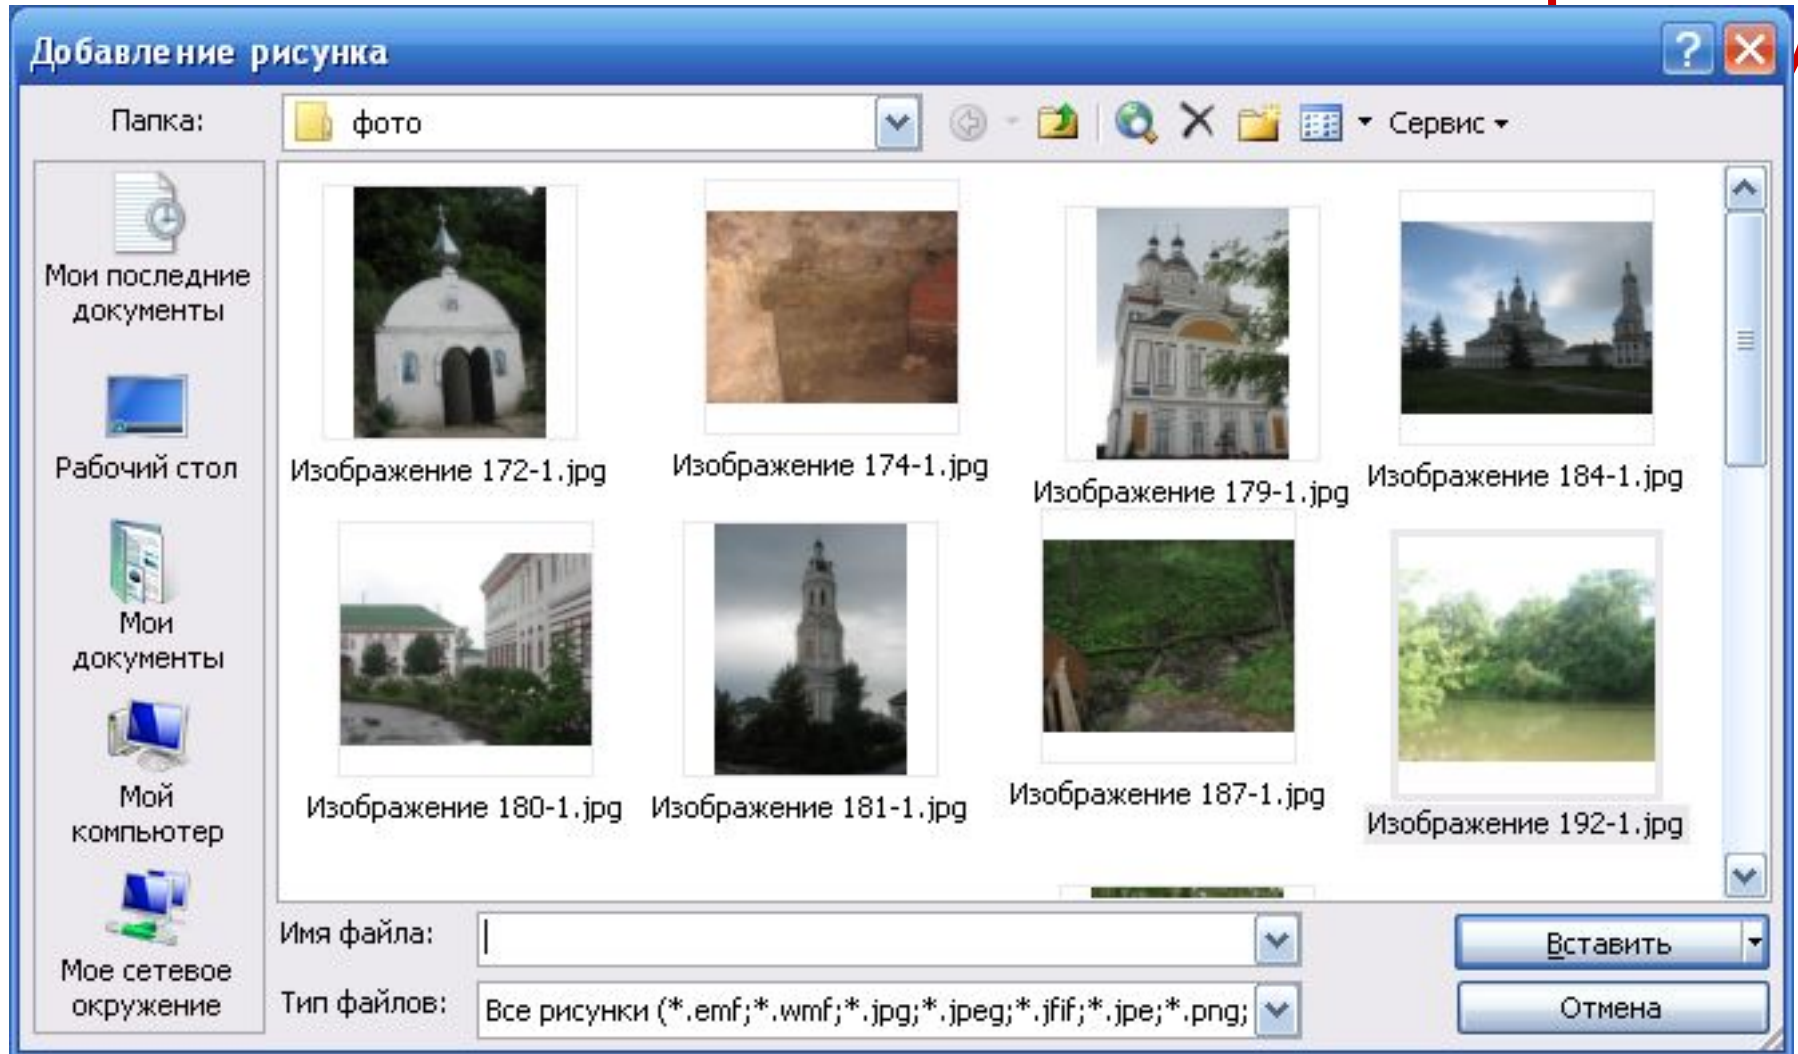 Добавление рисунка
Папка:
фото
Сервис
Мои последние
документы
Рабочий стол
Мои
документы
Мой
компьютер
Мое сетевое
окружение
Изображение 172-1.jpg
Изображение 174-1.jpg
Изображение 179-1.jpg
Изображение 184-1.jpg
Изображение 180-1.jpg
Изображение 181-1.jpg
Изображение 187-1.jpg
Изображение 192-1.jpg
Имя файла:
Вставить
Тип файлов:
Все рисунки (*.emf;*.wmf;*.jpg;*.jpeg;*.jfif;*.jpe;*.png;
Отмена